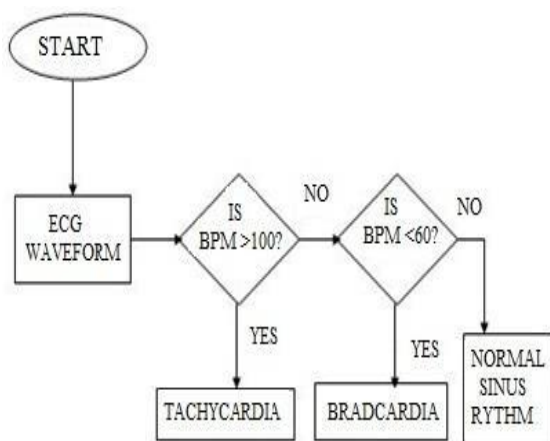 START
ECG
WAVEFORM
IS
BPM >100?
NO
IS
BPM <60?
NO
YES
YES
TACHYCARDIA
BRADCARDIA
NORMAL
SINUS
RYTHM